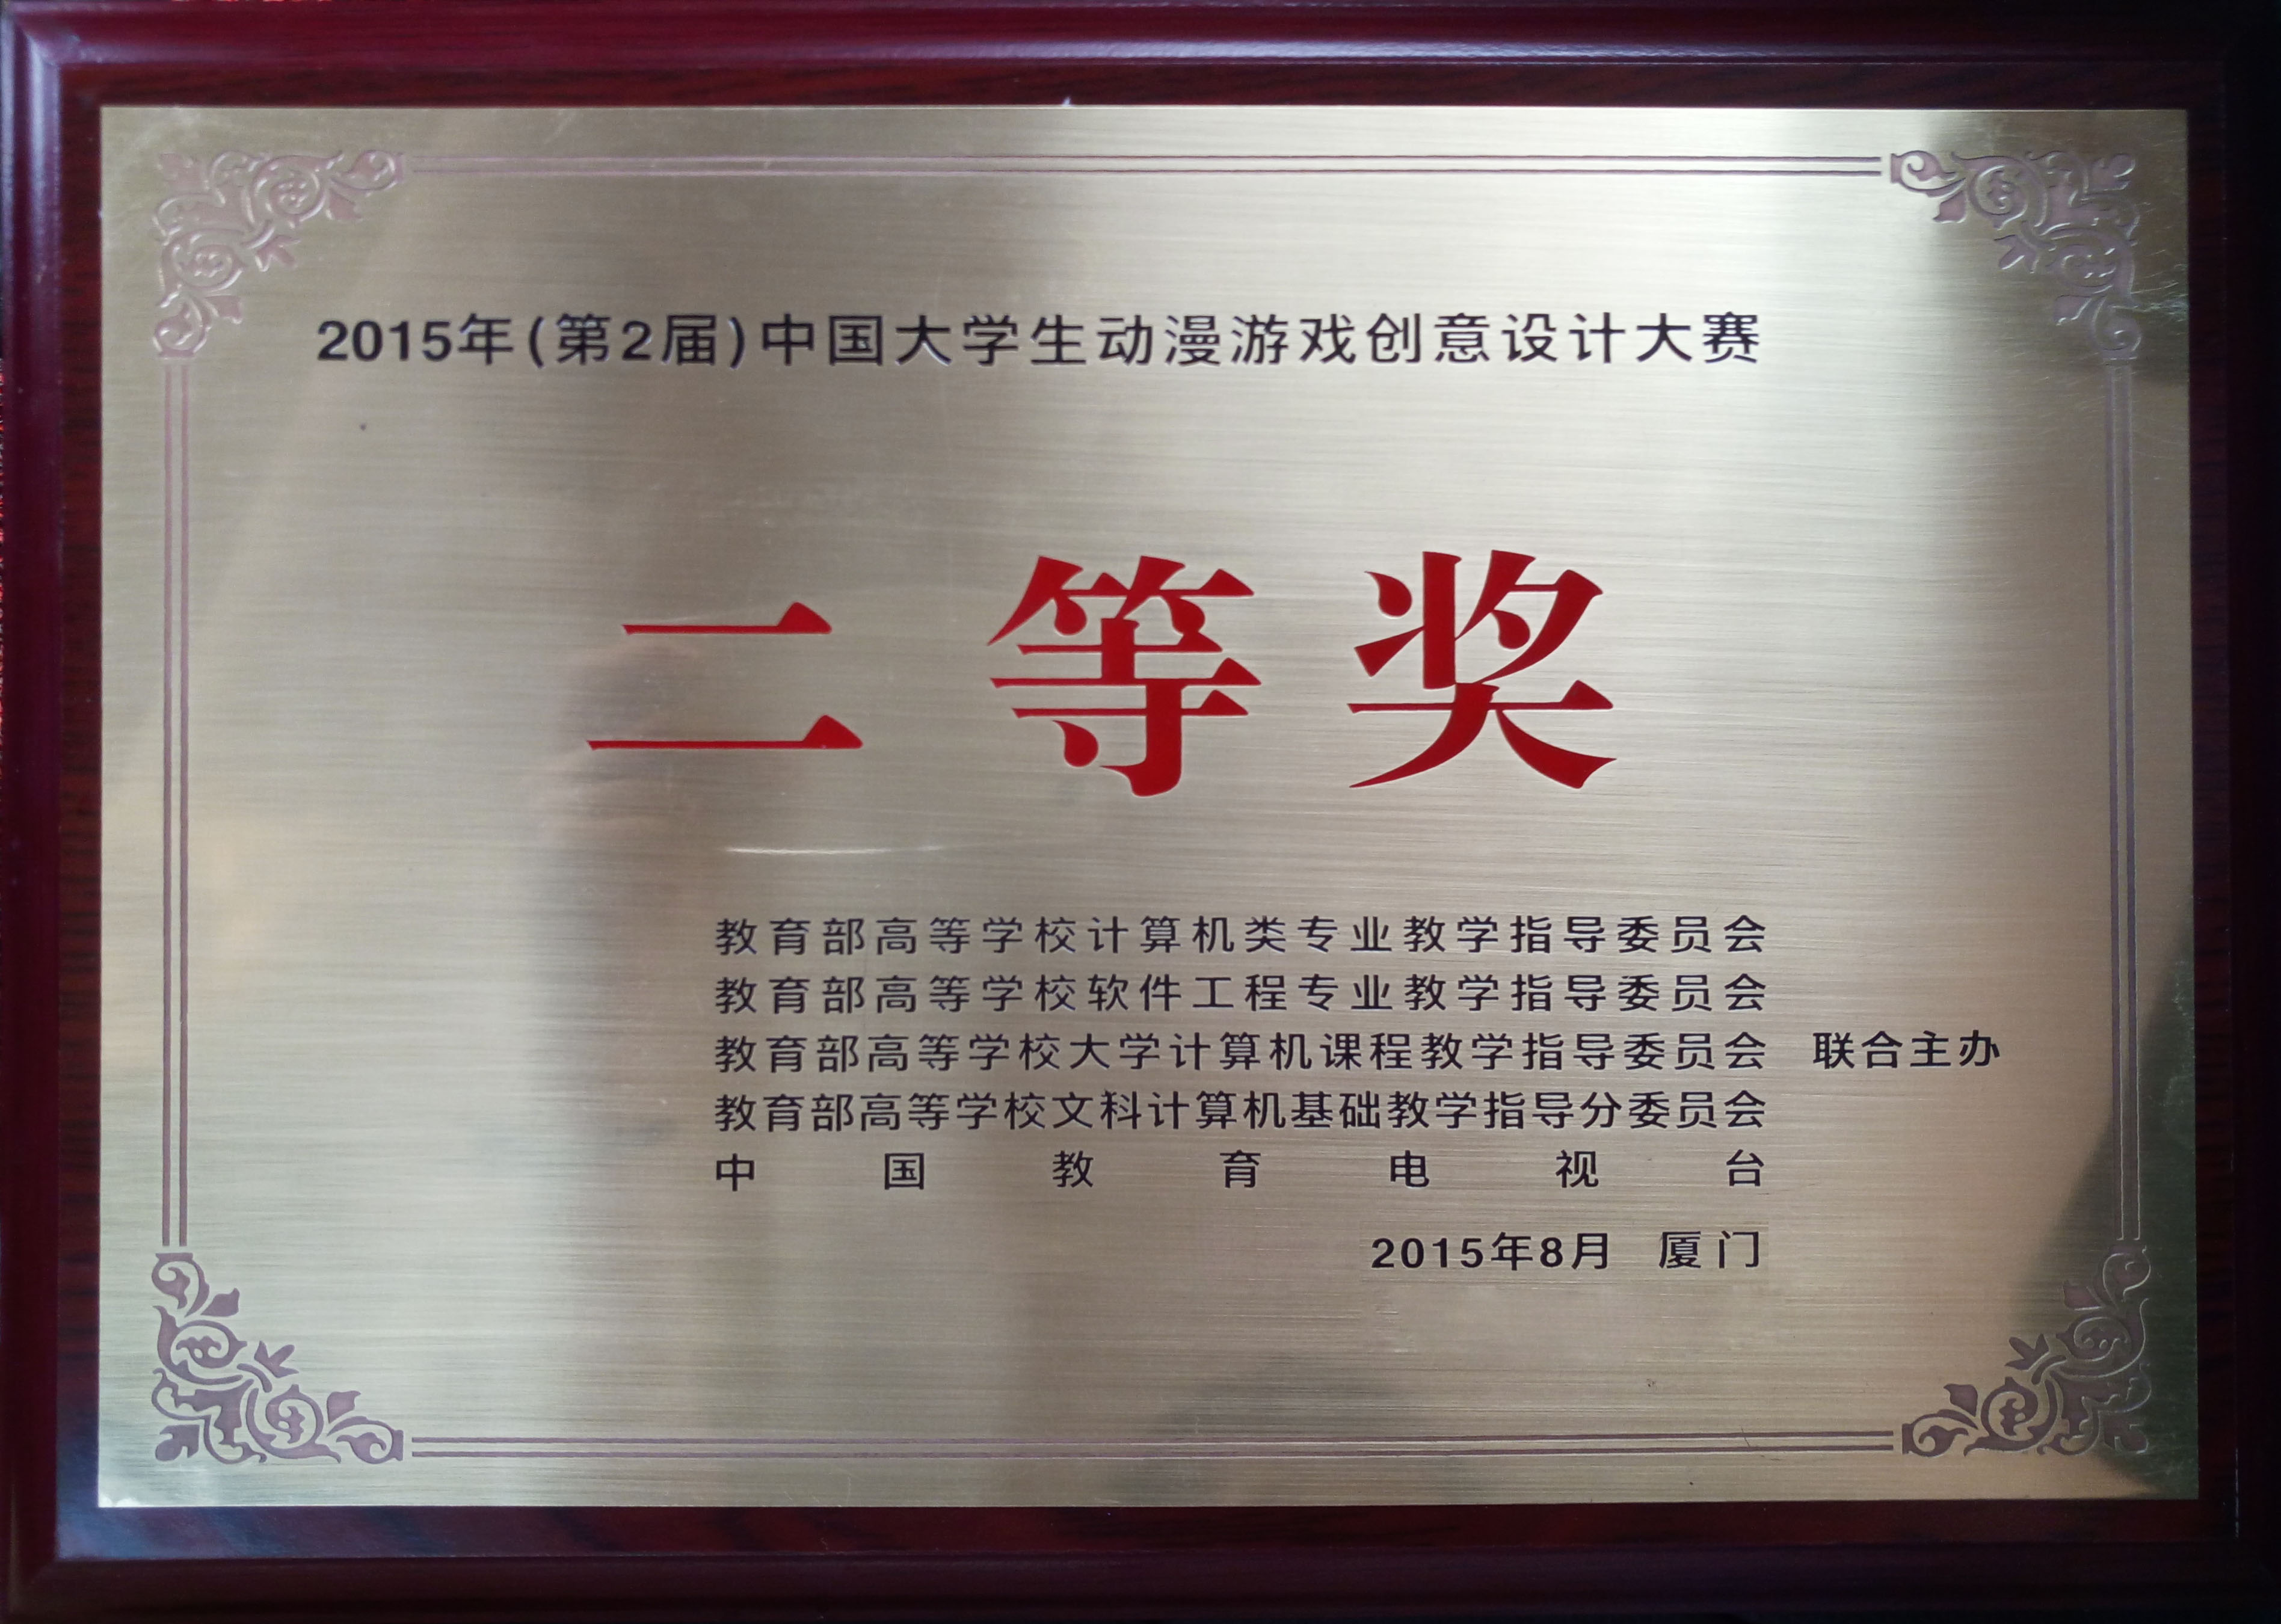 2015年(第2届)中国大学生动漫游戏创意设计大赛
二等奖
教育部高等学校计算机类专业教学指导委员会
教育部高等学校软件工程专业教学指导委员会
教育部高等学校大学计算机课程教学指导委员会 联合主办
教育部高等学校文科计算机基础教学指导分委员会
中国教育电视台
2015年8月 厦门